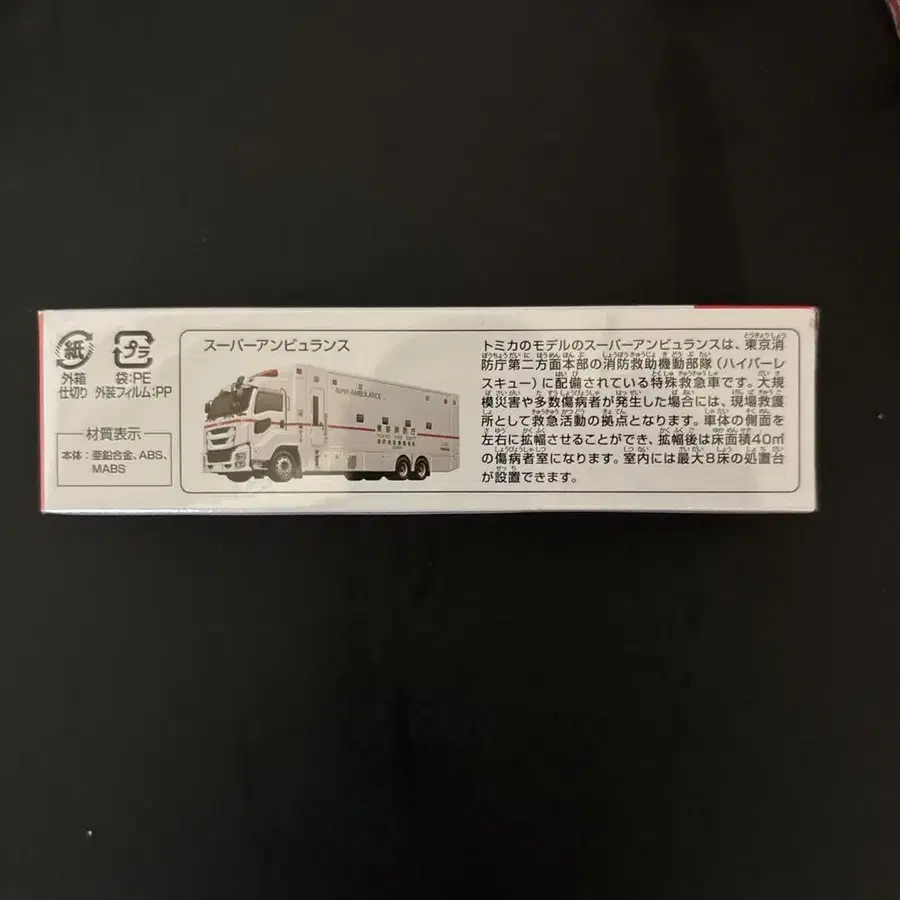 紙
外箱
仕切り
プラ
袋:PE
外装フィルム:PP
材質表示
本体:亜鉛合金、ABS、
MABS
スーパーアンビュランス
SUPER AMBULANCE
東京消防庁
TOKYO FIRE DEPT.
トミカのモデルのスーパーアンビュランスは、東京消
防庁第二方面本部の消防救助機動部隊(ハイパーレ
スキュー)に配備されている特殊救急車です。大規
模災害や多数傷病者が発生した場合には、現場救護
所として救急活動の拠点となります。車体の側面を
左右に拡幅させることができ、拡幅後は床面積40㎡
の傷病者室になります。室内には最大8床の処置台
が設置できます。